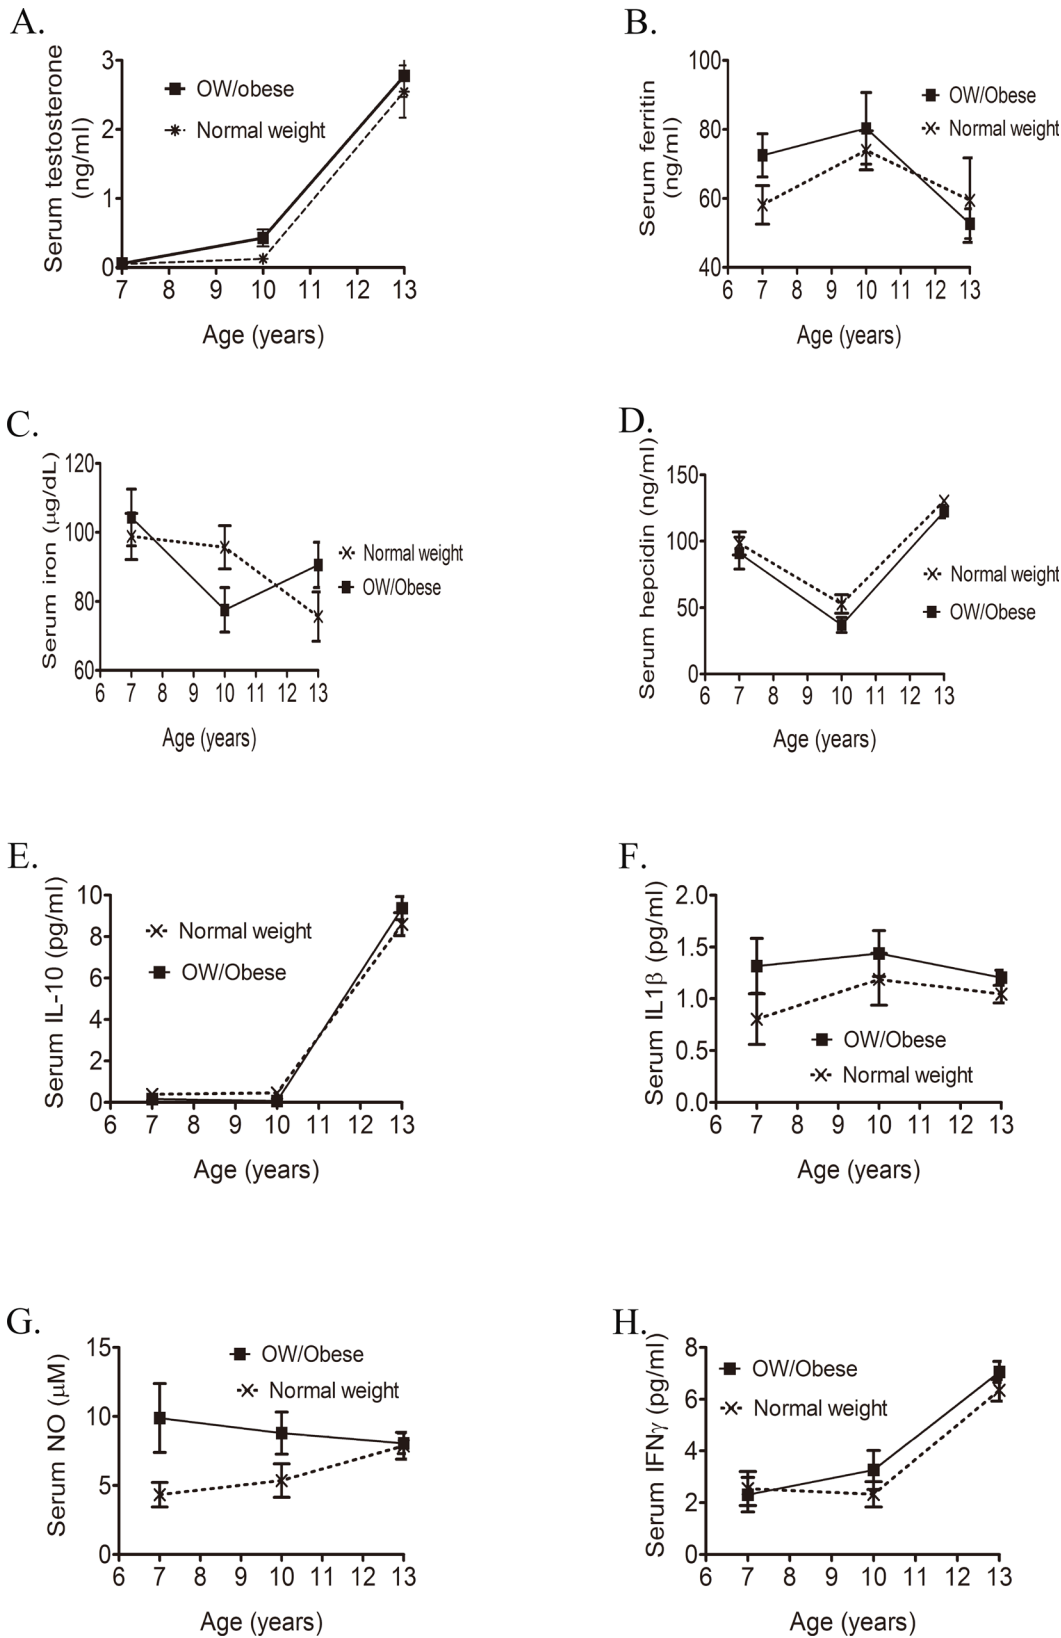 A.
Serum testosterone
(ng/ml)
3
2
1
0
OW/obese
Normal weight
7 8 9 10 11 12 13
Age (years)
B.
Serum ferritin
(ng/ml)
100
80
60
40
OW/Obese
Normal weight
6 7 8 9 10 11 12 13
Age (years)
C.
Serum iron (µg/dL)
120
100
80
60
Normal weight
OW/Obese
6 7 8 9 10 11 12 13
Age (years)
D.
Serum hepcidin (ng/ml)
150
100
50
0
Normal weight
OW/Obese
6 7 8 9 10 11 12 13
Age (years)
E.
Serum IL-10 (pg/ml)
10
8
6
4
2
0
Normal weight
OW/Obese
6 7 8 9 10 11 12 13
Age (years)
F.
Serum IL1β (pg/ml)
2.0
1.5
1.0
0.5
0.0
OW/Obese
Normal weight
6 7 8 9 10 11 12 13
Age (years)
G.
Serum NO (µM)
15
10
5
0
OW/Obese
Normal weight
6 7 8 9 10 11 12 13
Age (years)
H.
Serum IFNγ (pg/ml)
8
6
4
2
0
OW/Obese
Normal weight
6 7 8 9 10 11 12 13
Age (years)